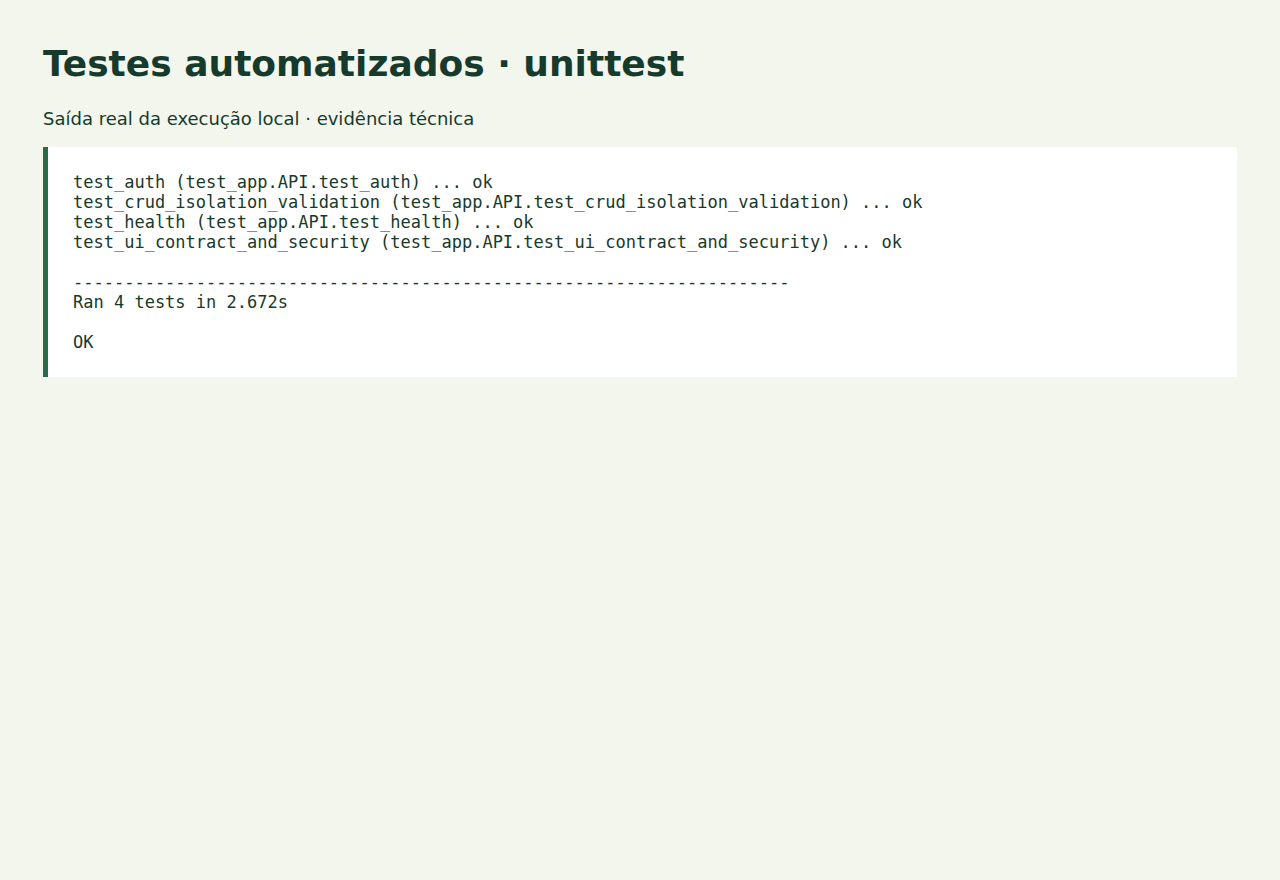 Testes automatizados · unittest
Saída real da execução local · evidência técnica
test_auth (test_app.API.test_auth) ... ok
test_crud_isolation_validation (test_app.API.test_crud_isolation_validation) ... ok
test_health (test_app.API.test_health) ... ok
test_ui_contract_and_security (test_app.API.test_ui_contract_and_security) ... ok
----------------------------------------------------------------------
Ran 4 tests in 2.672s
OK